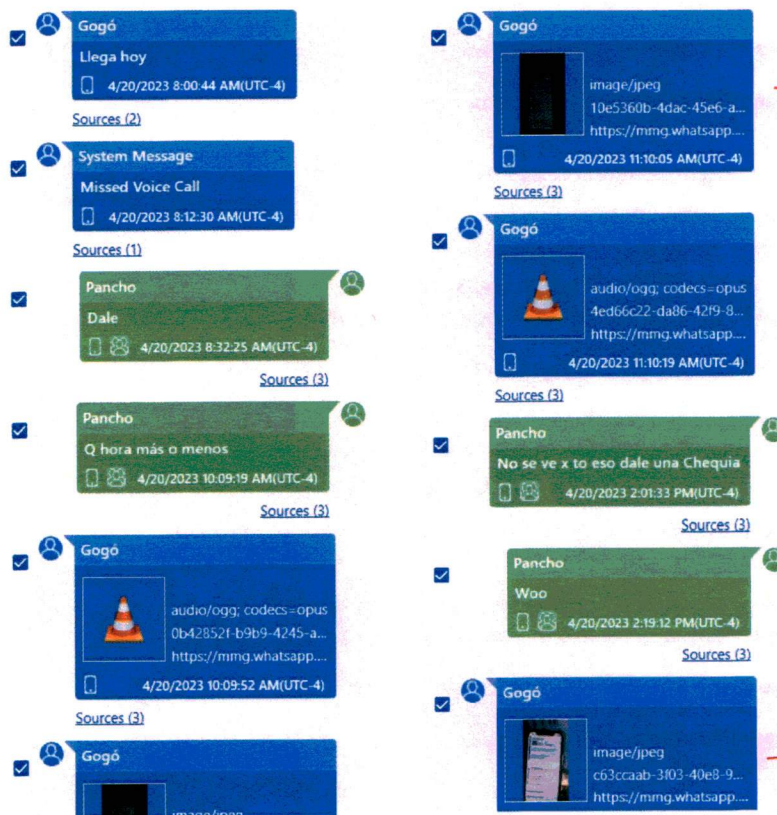 Gogó
Llega hoy
4/20/2023 8:00:44 AM(UTC-4)
Sources (2)
System Message
Missed Voice Call
4/20/2023 8:12:30 AM(UTC-4)
Sources (1)
Pancho
Dale
4/20/2023 8:32:25 AM(UTC-4)
Sources (3)
Pancho
Q hora más o menos
4/20/2023 10:09:19 AM(UTC-4)
Sources (3)
Gogó
audio/ogg; codecs=opus
0b42852f-b9b9-4245-a...
https://mmg.whatsapp....
4/20/2023 10:09:52 AM(UTC-4)
Sources (3)
Gogó
image/jpeg
Gogó
image/jpeg
10e5360b-4dac-45e6-a...
https://mmg.whatsapp....
4/20/2023 11:10:05 AM(UTC-4)
Sources (3)
Gogó
audio/ogg; codecs=opus
4ed66c22-da86-42f9-8...
https://mmg.whatsapp....
4/20/2023 11:10:19 AM(UTC-4)
Sources (3)
Pancho
No se ve x to eso dale una Chequia
4/20/2023 2:01:33 PM(UTC-4)
Sources (3)
Pancho
Woo
4/20/2023 2:19:12 PM(UTC-4)
Sources (3)
Gogó
image/jpeg
c63ccaab-3f03-40e8-9...
https://mmg.whatsapp....